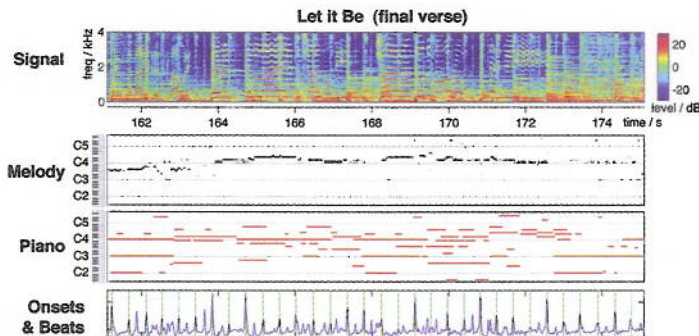 Let it Be (final verse)
Signal
freq / kHz
4
2
0
20
0
-20
level / dB
162
164
166
168
170
172
174
time / s
Melody
C5
C4
C3
C2
Piano
C5
C4
C3
C2
Onsets
& Beats